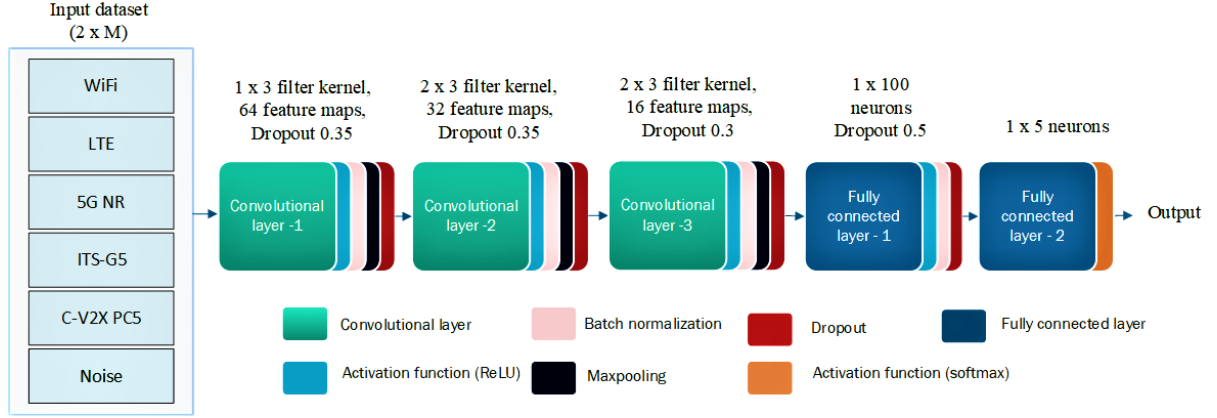 Input dataset
(2 x M)
WiFi
LTE
5G NR
ITS-G5
C-V2X PC5
Noise
1 x 3 filter kernel,
64 feature maps,
Dropout 0.35
2 x 3 filter kernel,
32 feature maps,
Dropout 0.35
2 x 3 filter kernel,
16 feature maps,
Dropout 0.3
1 x 100
neurons
Dropout 0.5
1 x 5 neurons
Convolutional
layer -1
Convolutional
layer -2
Convolutional
layer -3
Fully
connected
layer - 1
Fully
connected
layer - 2
Output
Convolutional layer
Batch normalization
Dropout
Fully connected layer
Activation function (ReLU)
Maxpooling
Activation function (softmax)